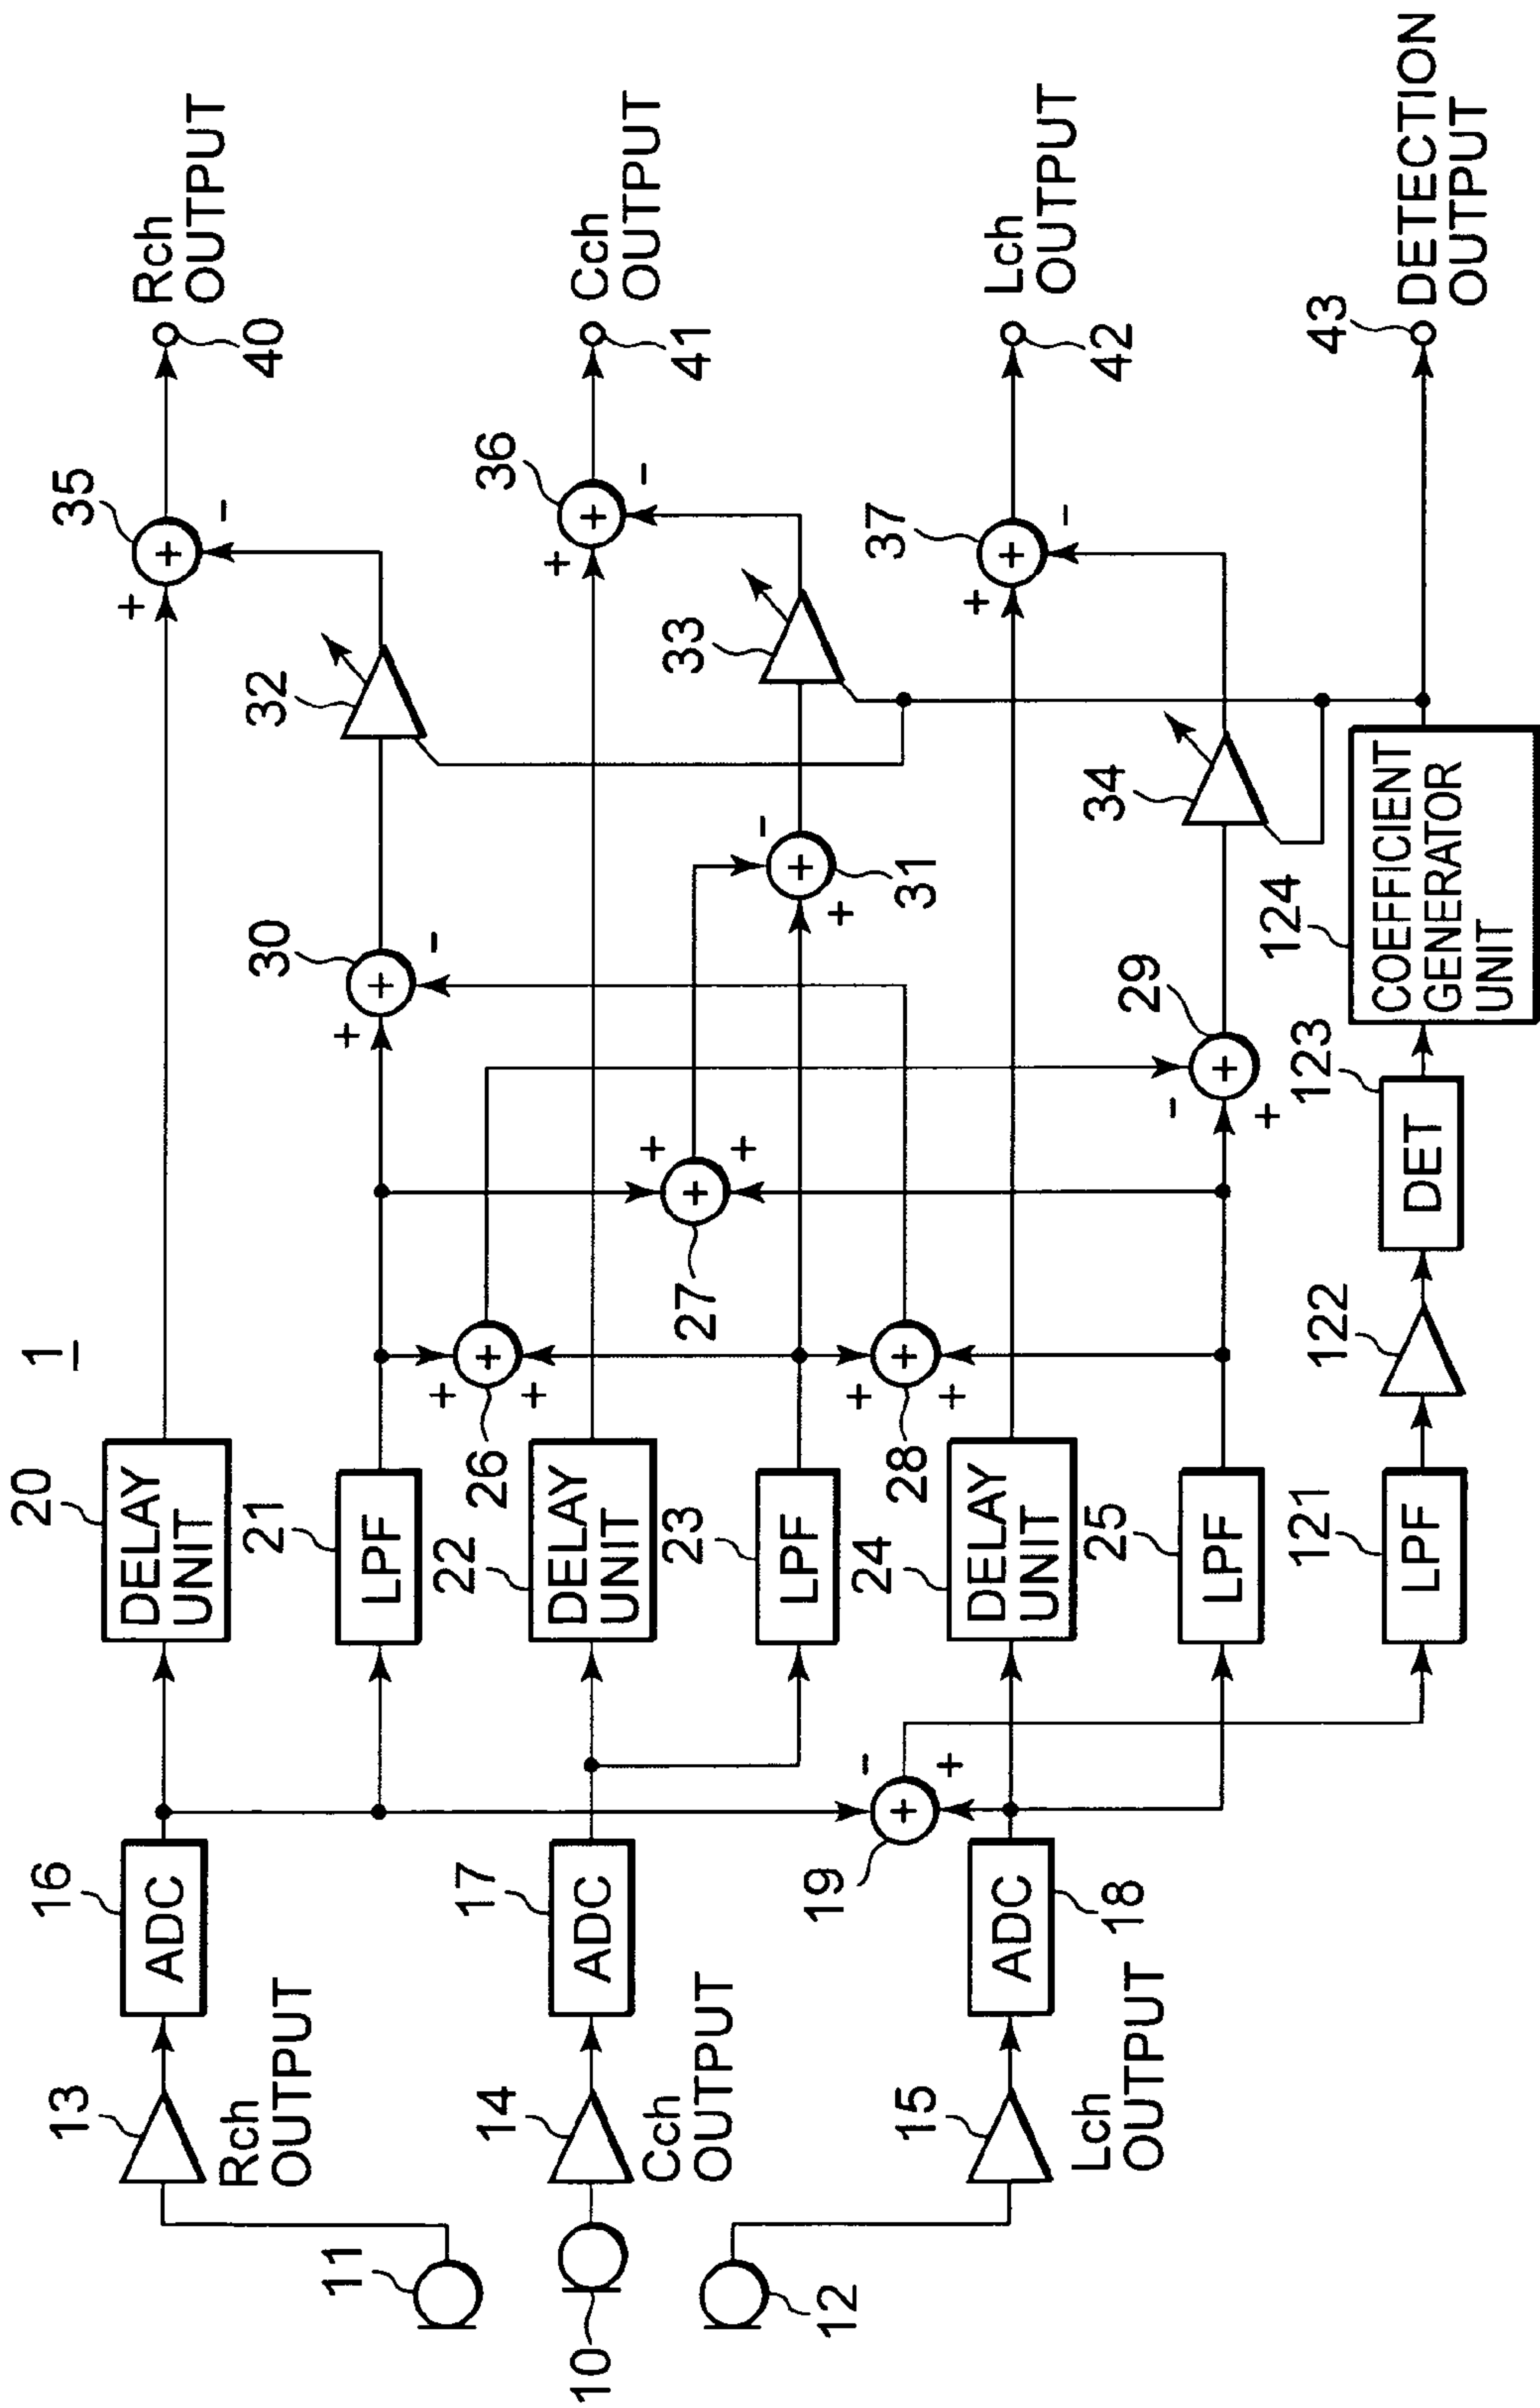 1
11
10
12
13
14
15
Rch
OUTPUT
Cch
OUTPUT
Lch
OUTPUT
16
ADC
17
ADC
18
ADC
19
-
+
+
20
DELAY
UNIT
21
LPF
22
DELAY
UNIT
23
LPF
24
DELAY
UNIT
25
LPF
121
LPF
26
+
+
+
27
+
+
+
28
+
+
+
122
123
DET
29
-
+
+
30
+
+
-
31
-
+
+
124
COEFFICIENT
GENERATOR
UNIT
32
33
34
35
+
+
-
36
+
+
-
37
+
+
-
40
Rch
OUTPUT
41
Cch
OUTPUT
42
Lch
OUTPUT
43
DETECTION
OUTPUT